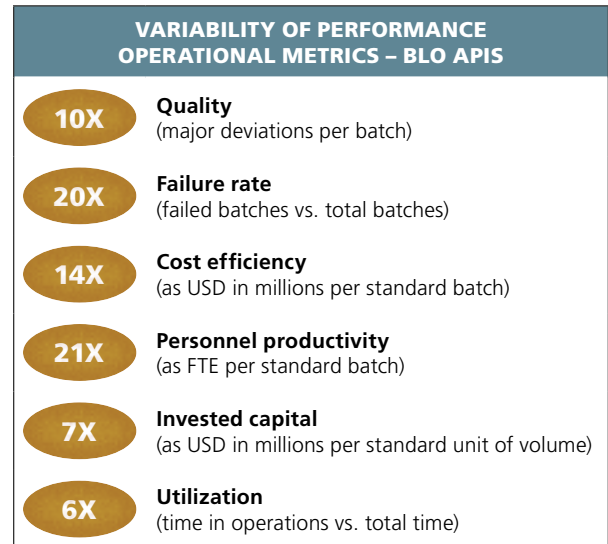 VARIABILITY OF PERFORMANCE
OPERATIONAL METRICS – BLO APIS
10X
Quality
(major deviations per batch)
20X
Failure rate
(failed batches vs. total batches)
14X
Cost efficiency
(as USD in millions per standard batch)
21X
Personnel productivity
(as FTE per standard batch)
7X
Invested capital
(as USD in millions per standard unit of volume)
6X
Utilization
(time in operations vs. total time)